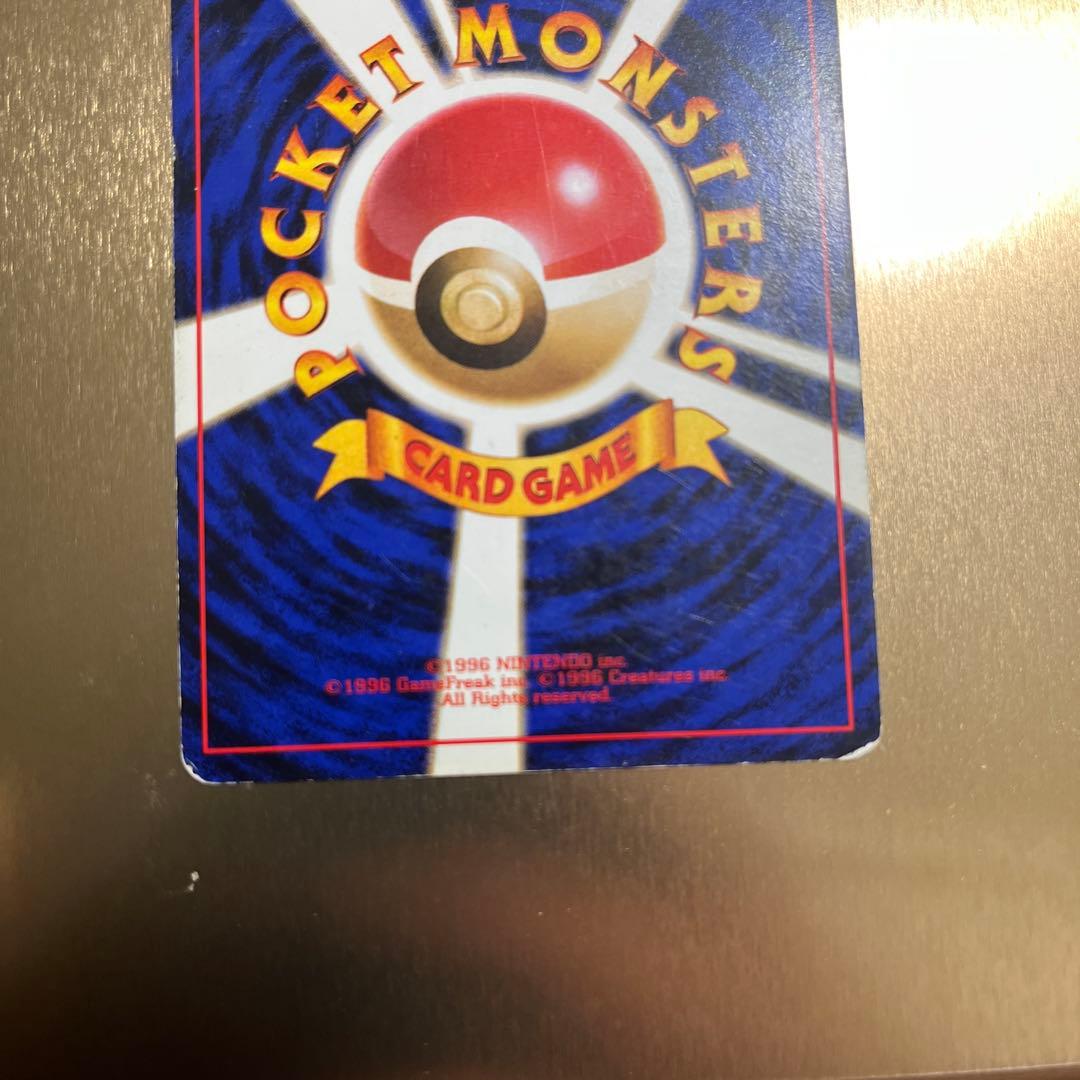 POCKET MONSTERS
CARD GAME
©1996 NINTENDO inc.
©1996 GameFreak inc. ©1996 Creatures inc.
All Rights reserved.